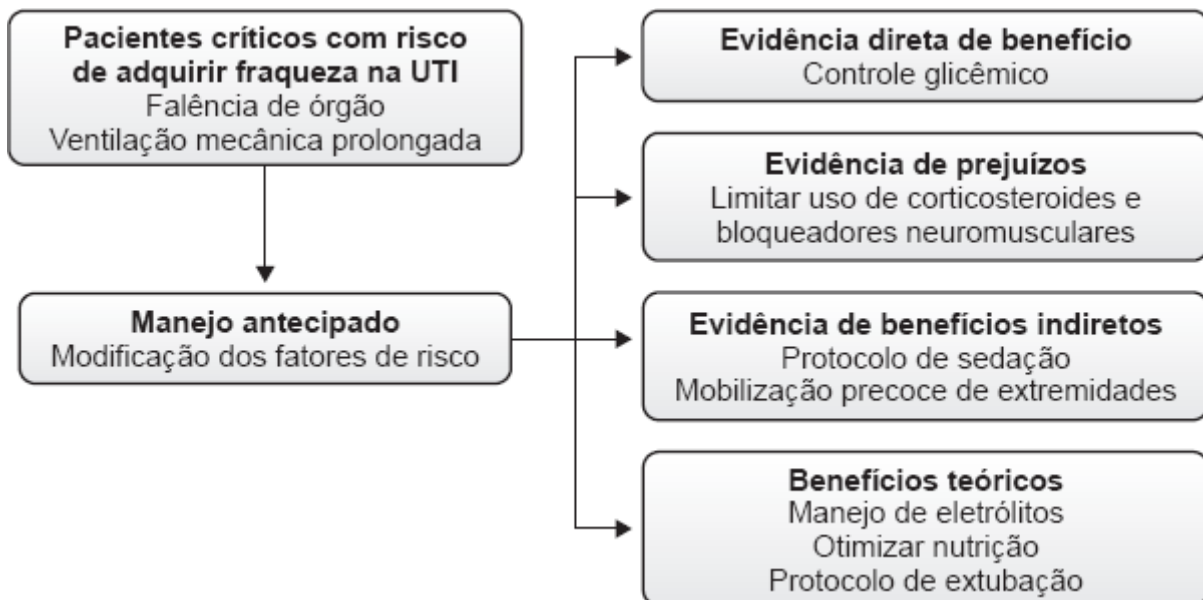 Pacientes críticos com risco
de adquirir fraqueza na UTI
Falência de órgão
Ventilação mecânica prolongada
Manejo antecipado
Modificação dos fatores de risco
Evidência direta de benefício
Controle glicêmico
Evidência de prejuízos
Limitar uso de corticosteroides e
bloqueadores neuromusculares
Evidência de benefícios indiretos
Protocolo de sedação
Mobilização precoce de extremidades
Benefícios teóricos
Manejo de eletrólitos
Otimizar nutrição
Protocolo de extubação